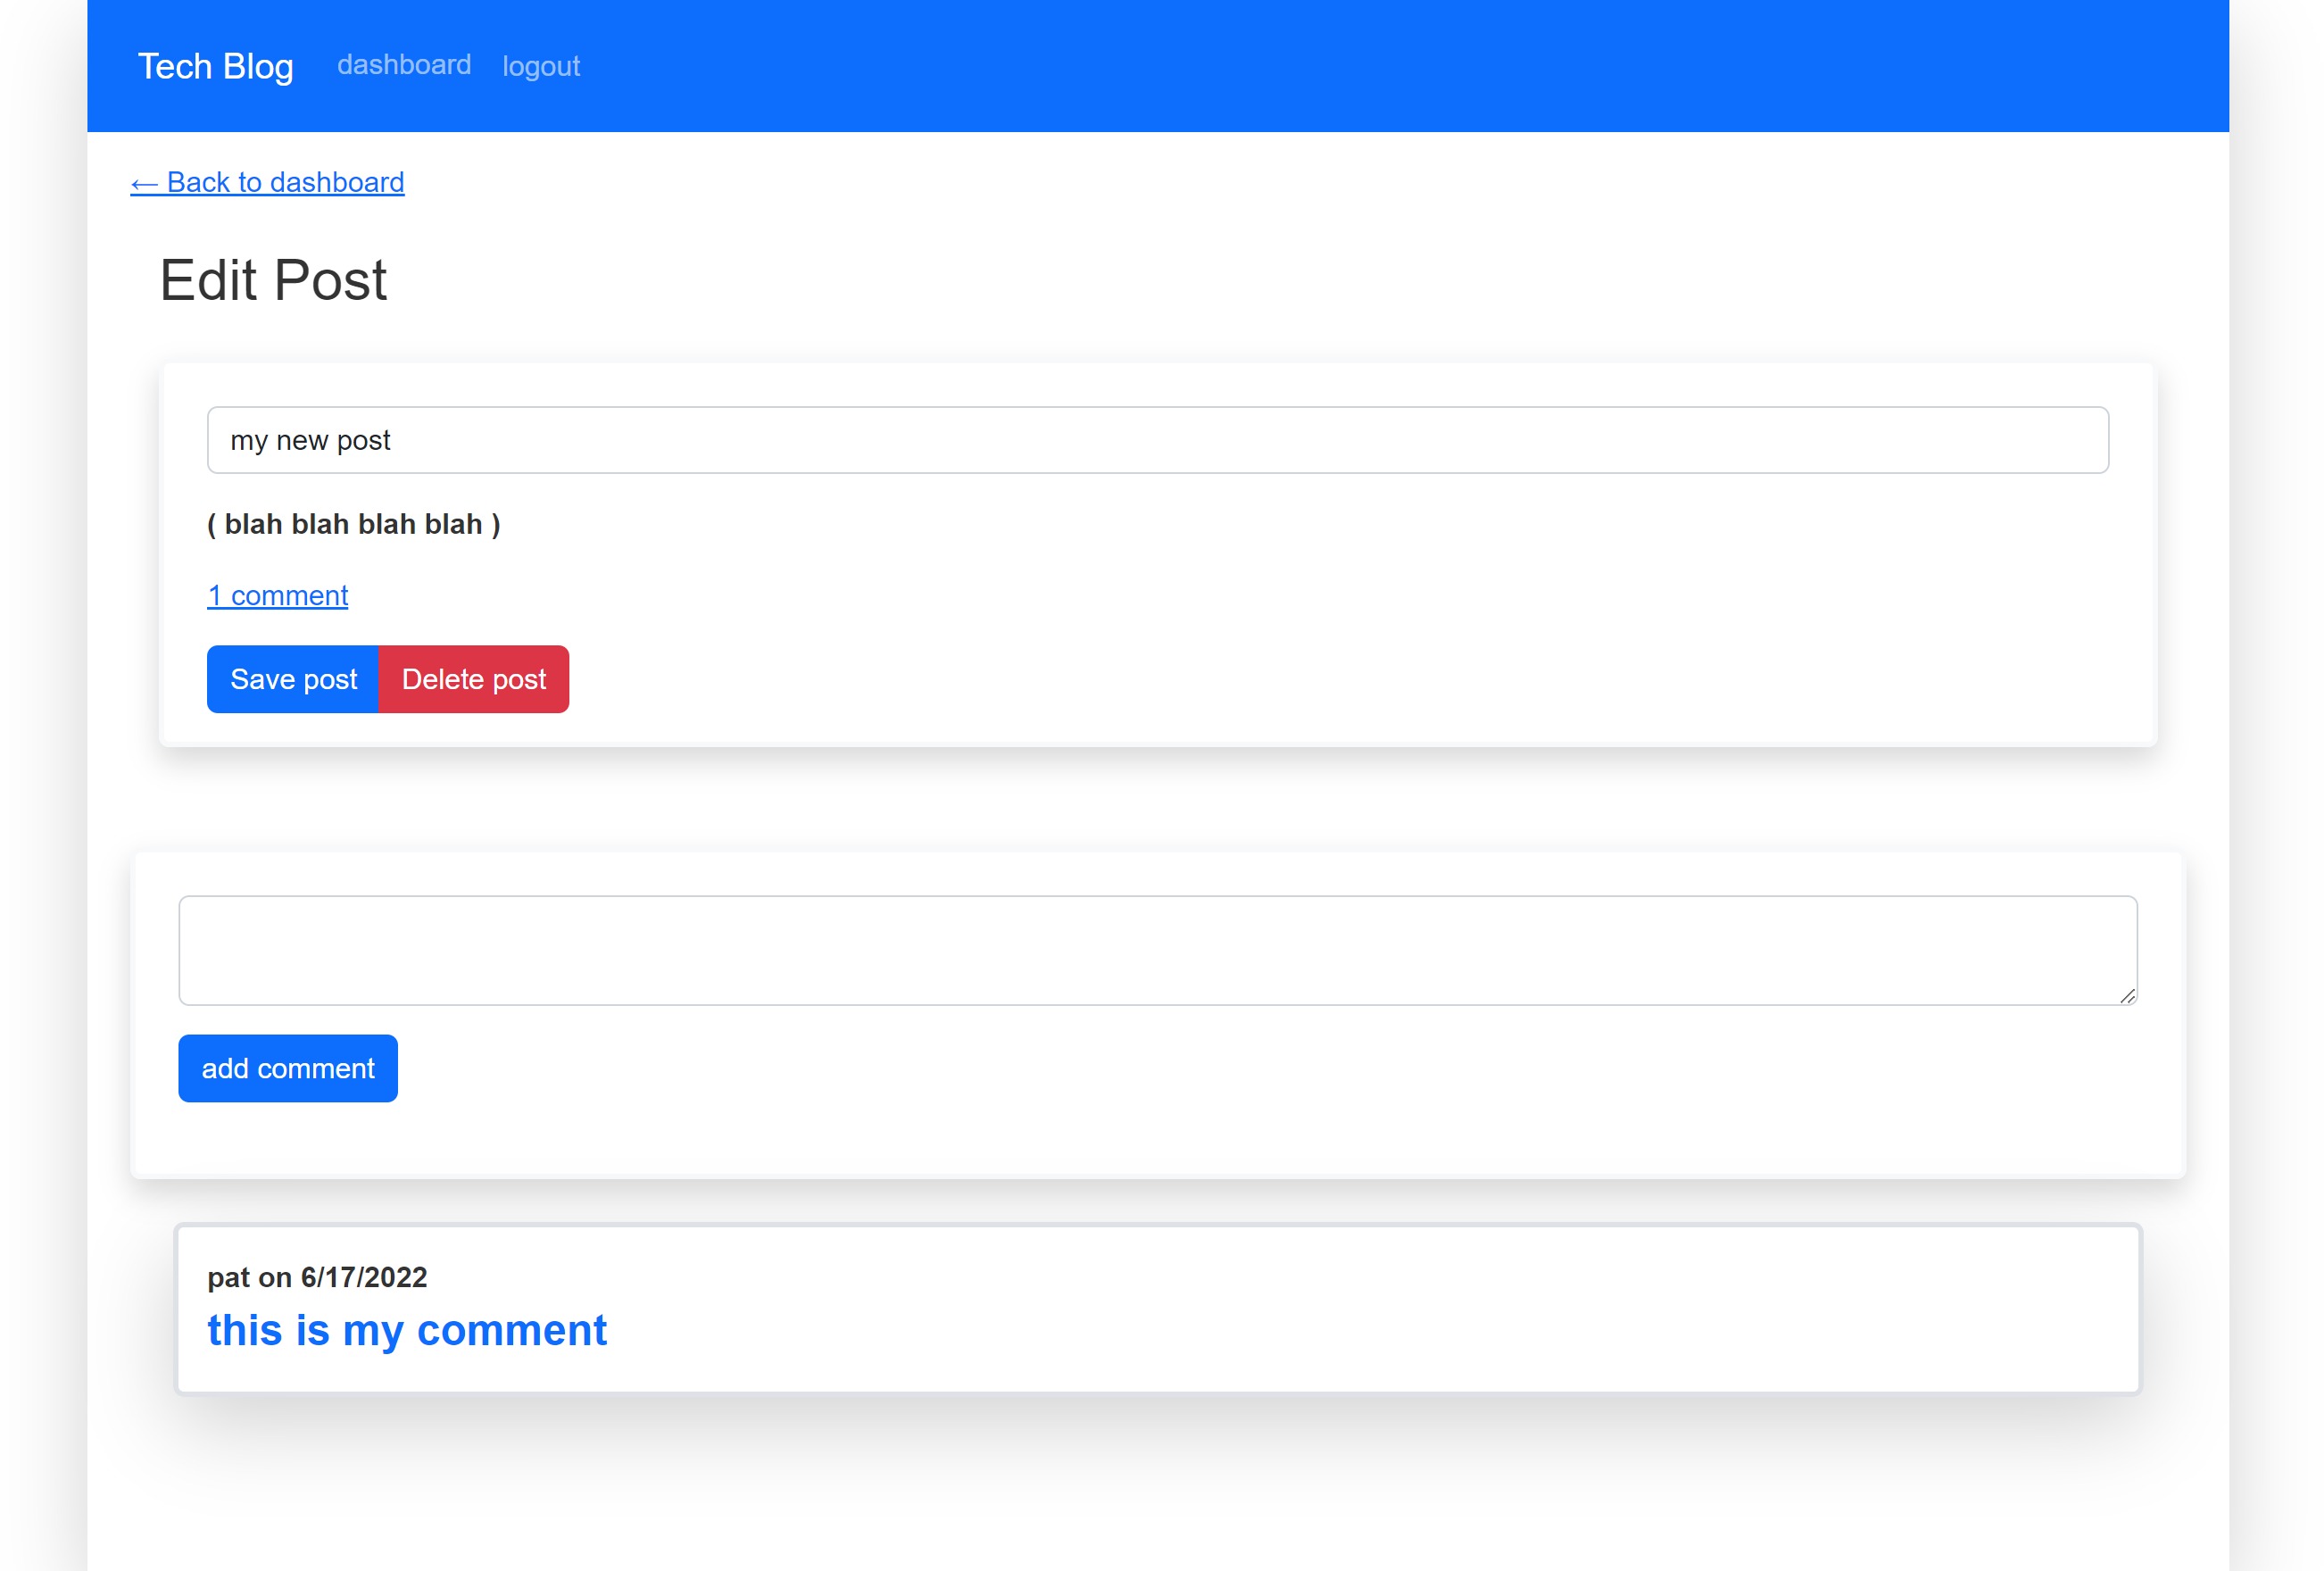 Tech Blog dashboard logout
← Back to dashboard
Edit Post
my new post
( blah blah blah blah )
1 comment
Save post Delete post
add comment
pat on 6/17/2022
this is my comment